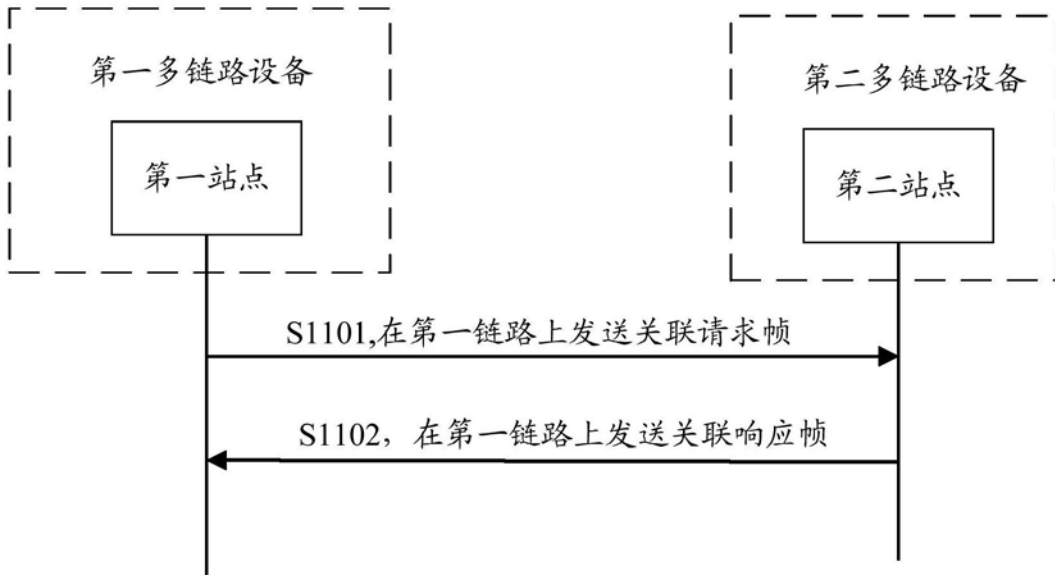 第一多链路设备
第二多链路设备
第一站点
第二站点
S1101,在第一链路上发送关联请求帧
S1102，在第一链路上发送关联响应帧